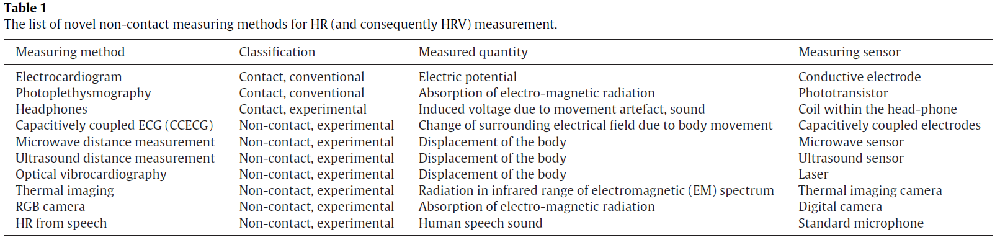 Table 1
The list of novel non-contact measuring methods for HR (and consequently HRV) measurement.
Measuring method Classification Measured quantity Measuring sensor
Electrocardiogram Contact, conventional Electric potential Conductive electrode
Photoplethysmography Contact, conventional Absorption of electro-magnetic radiation Phototransistor
Headphones Contact, experimental Induced voltage due to movement artefact, sound Coil within the head-phone
Capacitively coupled ECG (CCECG) Non-contact, experimental Change of surrounding electrical field due to body movement Capacitively coupled electrodes
Microwave distance measurement Non-contact, experimental Displacement of the body Microwave sensor
Ultrasound distance measurement Non-contact, experimental Displacement of the body Ultrasound sensor
Optical vibrocardiography Non-contact, experimental Displacement of the body Laser
Thermal imaging Non-contact, experimental Radiation in infrared range of electromagnetic (EM) spectrum Thermal imaging camera
RGB camera Non-contact, experimental Absorption of electro-magnetic radiation Digital camera
HR from speech Non-contact, experimental Human speech sound Standard microphone